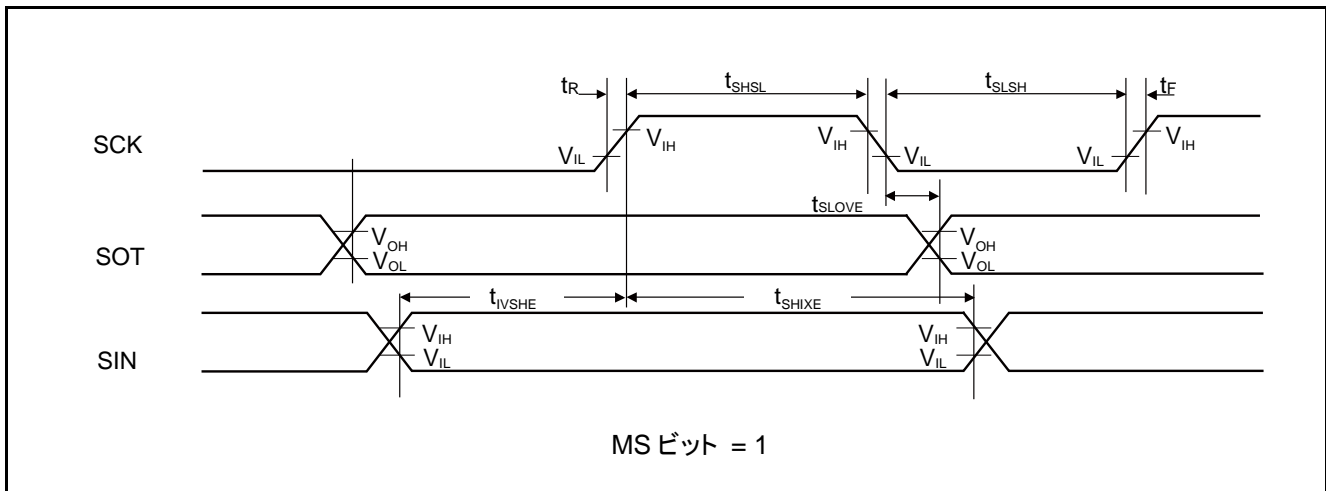 tR tSHSL tSLSH tF
SCK VIL VIH VIH VIL VIL VIH
tSLOVE
SOT VOH VOL VOH VOL
tIVSHE tSHIXE
SIN VIH VIL VIH VIL
MS ビット = 1